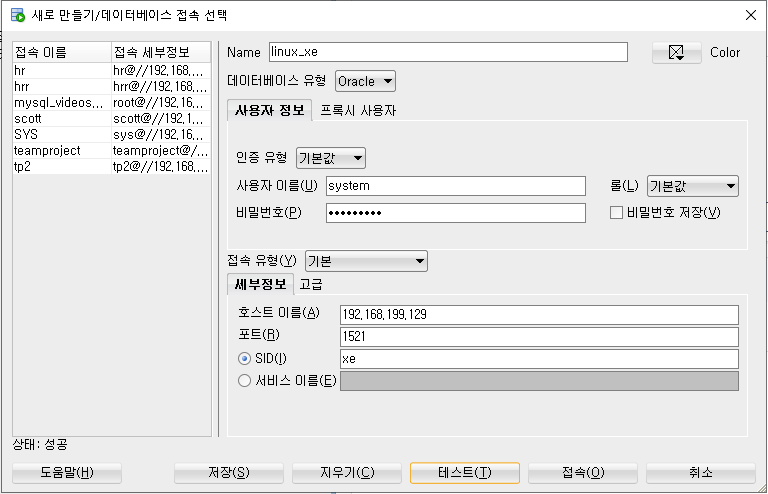 새로 만들기/데이터베이스 접속 선택
접속 이름 접속 세부정보
hr hr@//192,168,...
hrr hrr@//192,168,...
mysql_videos,... root@//192,16...
scott scott@//192,1...
SYS sys@//192,16...
teamproject teamproject@/...
tp2 tp2@//192,168,...
Name linux_xe Color
데이터베이스 유형 Oracle
사용자 정보 프록시 사용자
인증 유형 기본값
사용자 이름(U) system 롤(L) 기본값
비밀번호(P) ••••••••• 비밀번호 저장(V)
접속 유형(Y) 기본
세부정보 고급
호스트 이름(A) 192,168,199,129
포트(R) 1521
SID(I) xe
서비스 이름(E)
상태: 성공
도움말(H) 저장(S) 지우기(C) 테스트(T) 접속(O) 취소